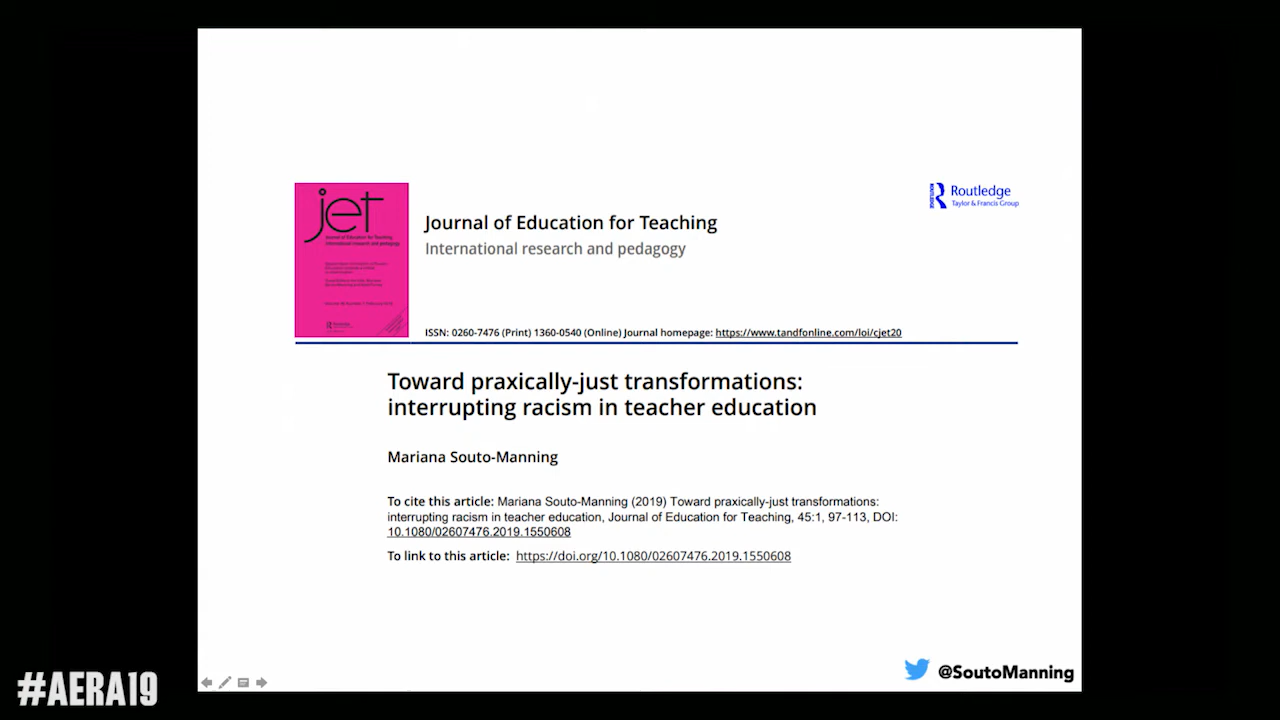 jet
Journal of Education for Teaching
International research and pedagogy
Routledge
Taylor & Francis Group
ISSN: 0260-7476 (Print) 1360-0540 (Online) Journal homepage: https://www.tandfonline.com/loi/cjet20
Toward praxically-just transformations:
interrupting racism in teacher education
Mariana Souto-Manning
To cite this article: Mariana Souto-Manning (2019) Toward praxically-just transformations:
interrupting racism in teacher education, Journal of Education for Teaching, 45:1, 97-113, DOI:
10.1080/02607476.2019.1550608
To link to this article: https://doi.org/10.1080/02607476.2019.1550608
@SoutoManning
#AERA19